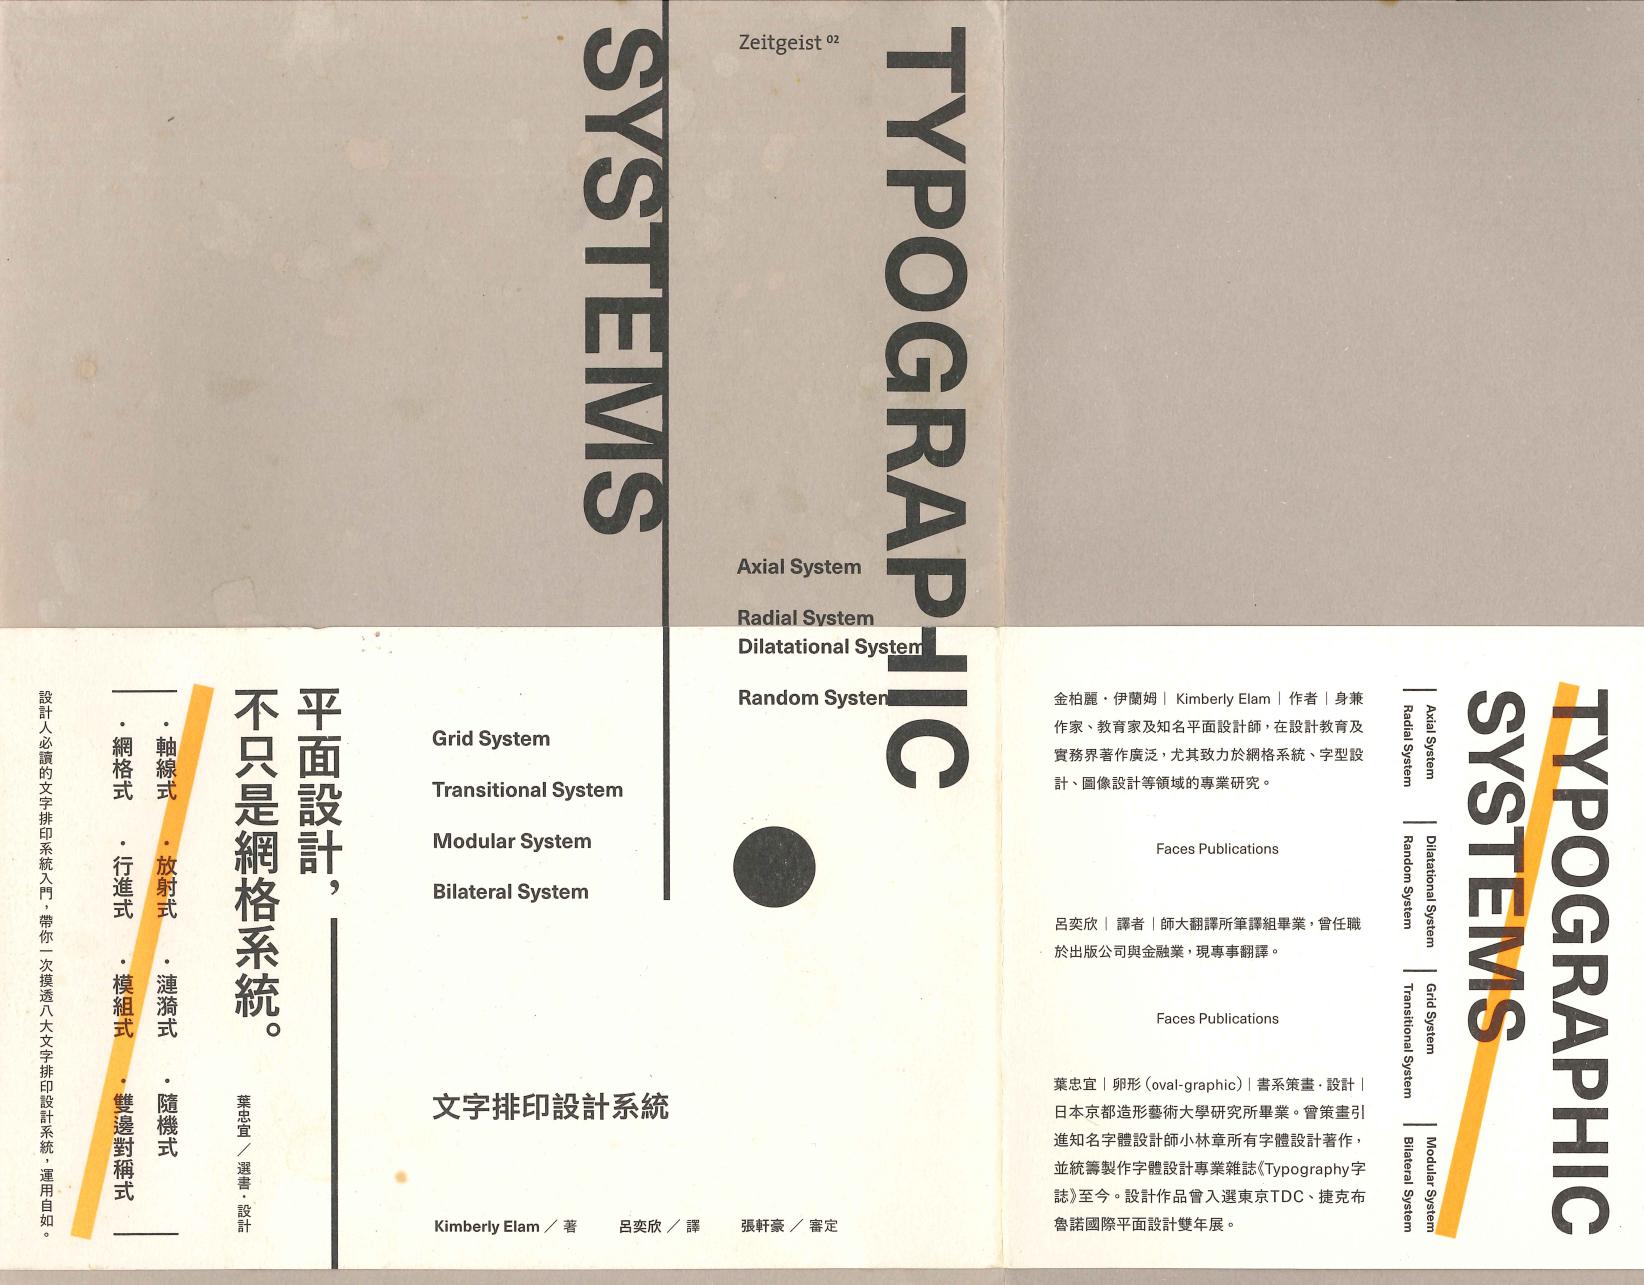 SYSTEMS
Zeitgeist 02
TYPOGRAPHIC
Axial System
Radial System
Dilatational System
Random System
Grid System
Transitional System
Modular System
Bilateral System
文字排印設計系統
Kimberly Elam／著 呂奕欣／譯 張軒豪／審定
平面設計，
不只是網格系統。
葉忠宜／選書・設計
・軸線式 ・放射式 ・漣漪式 ・隨機式
・網格式 ・行進式 ・模組式 ・雙邊對稱式
設計人必讀的文字排印系統入門，帶你一次摸透八大文字排印設計系統，運用自如。
金柏麗・伊蘭姆｜Kimberly Elam｜作者｜身兼
作家、教育家及知名平面設計師，在設計教育及
實務界著作廣泛，尤其致力於網格系統、字型設
計、圖像設計等領域的專業研究。
Faces Publications
呂奕欣｜譯者｜師大翻譯所筆譯組畢業，曾任職
於出版公司與金融業，現專事翻譯。
Faces Publications
葉忠宜｜卵形（oval-graphic）｜書系策畫・設計｜
日本京都造形藝術大學研究所畢業。曾策畫引
進知名字體設計師小林章所有字體設計著作，
並統籌製作字體設計專業雜誌《Typography字
誌》至今。設計作品曾入選東京TDC、捷克布
魯諾國際平面設計雙年展。
TYPOGRAPHIC
SYSTEMS
Axial System
Radial System
Dilatational System
Random System
Grid System
Transitional System
Modular System
Bilateral System